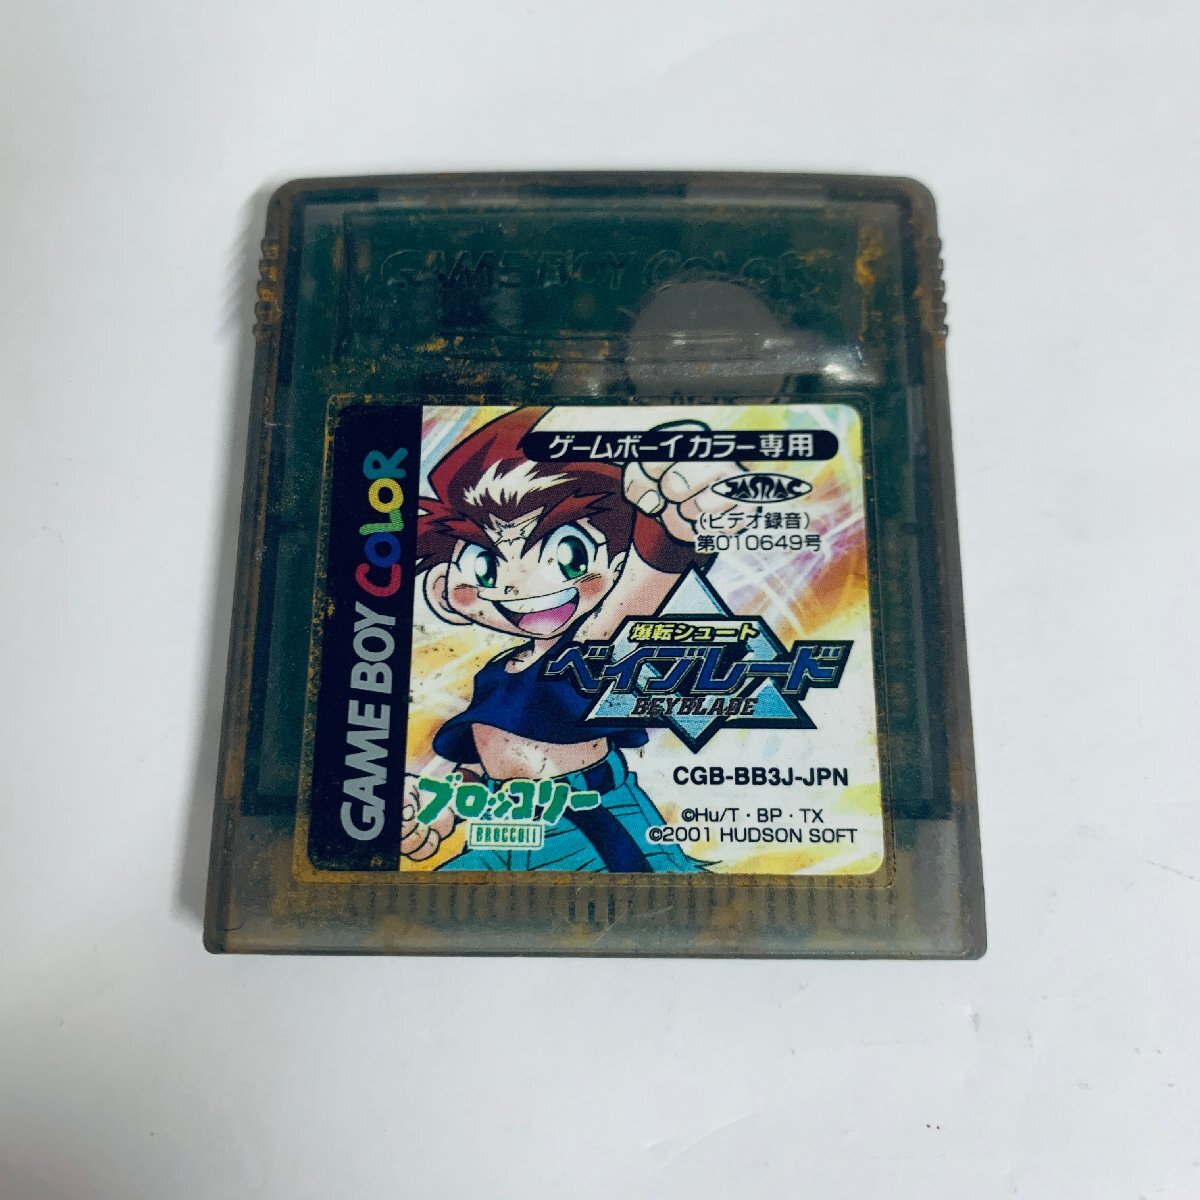 GAME BOY COLOR
ゲームボーイカラー専用
JASRAC
(ビデオ録音)
第010649号
爆転シュート
ベイブレード
BEYBLADE
CGB-BB3J-JPN
ブロッコリー
BROCCOLI
©Hu/T・BP・TX
©2001 HUDSON SOFT
GAME BOY COLOR